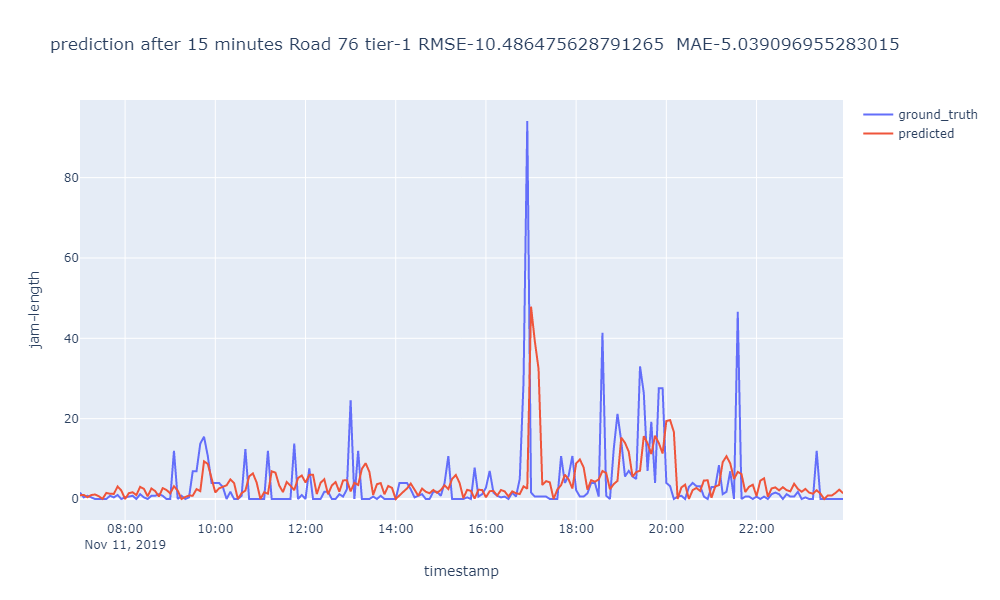 prediction after 15 minutes Road 76 tier-1 RMSE-10.486475628791265  MAE-5.039096955283015
ground_truth
predicted
80
60
40
20
0
jam-length
08:00 10:00 12:00 14:00 16:00 18:00 20:00 22:00
Nov 11, 2019
timestamp